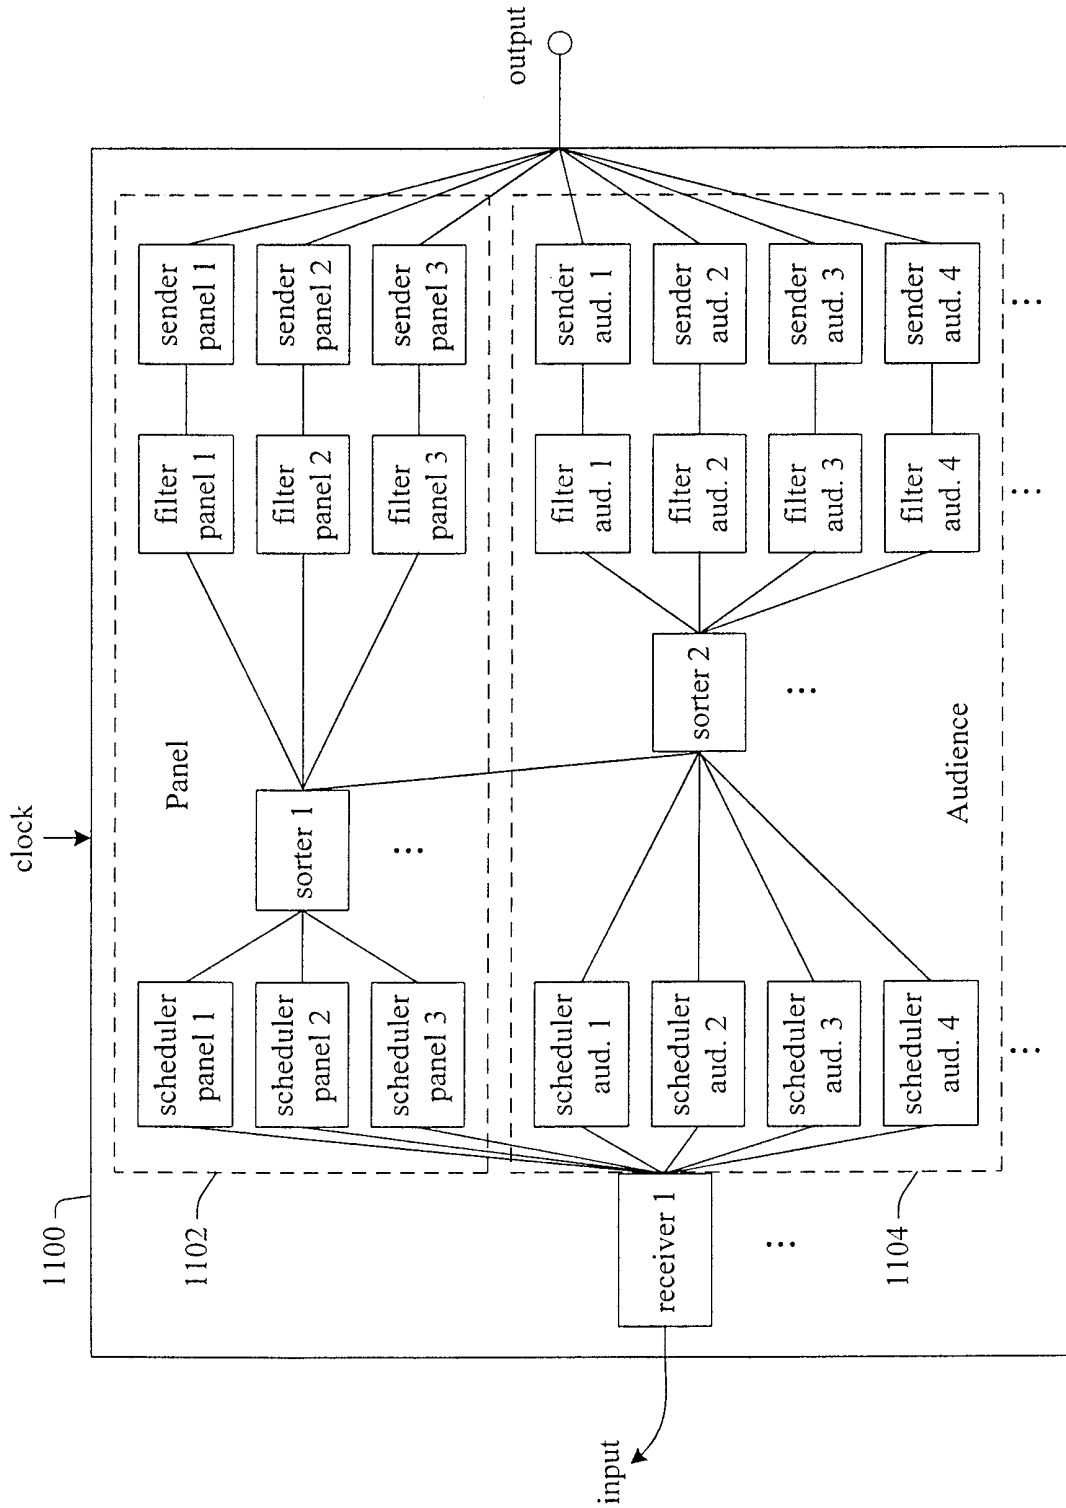 clock
1100
1102
Panel
scheduler
panel 1
scheduler
panel 2
scheduler
panel 3
sorter 1
...
filter
panel 1
filter
panel 2
filter
panel 3
sender
panel 1
sender
panel 2
sender
panel 3
output
input
receiver 1
...
1104
Audience
scheduler
aud. 1
scheduler
aud. 2
scheduler
aud. 3
scheduler
aud. 4
...
sorter 2
...
filter
aud. 1
filter
aud. 2
filter
aud. 3
filter
aud. 4
...
sender
aud. 1
sender
aud. 2
sender
aud. 3
sender
aud. 4
...